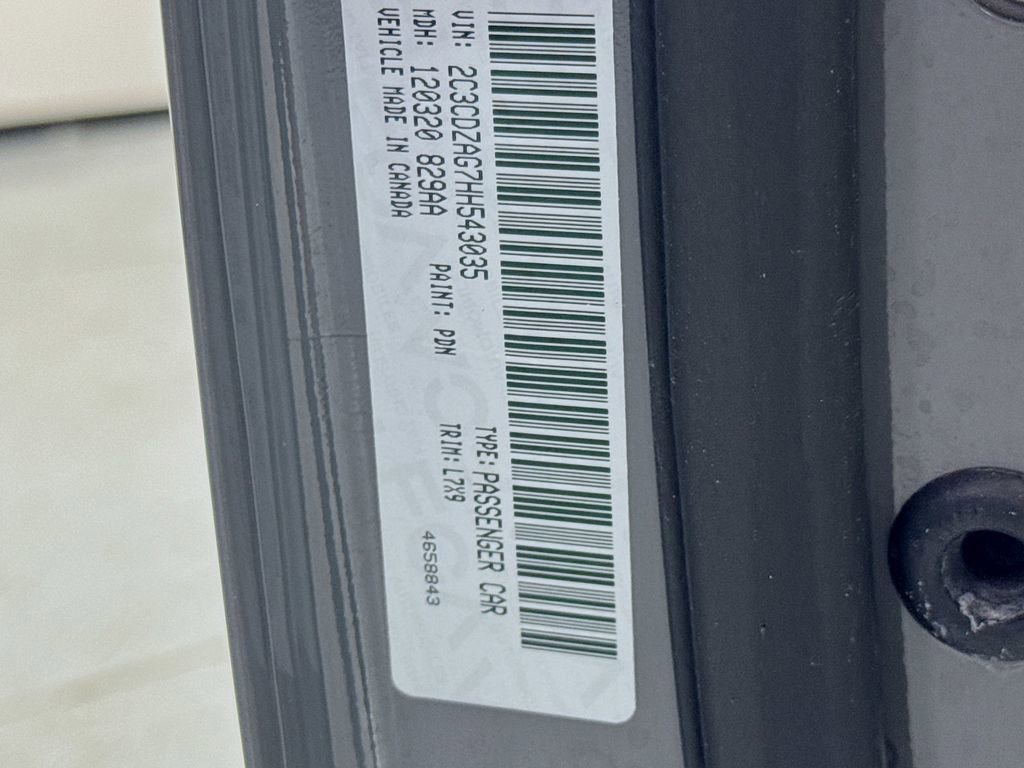 VIN: 2C3CDZAG7HH543035 TYPE: PASSENGER CAR
MDH: 120320 829AA PAINT: PDN TRIM: L7X9
VEHICLE MADE IN CANADA 4658843